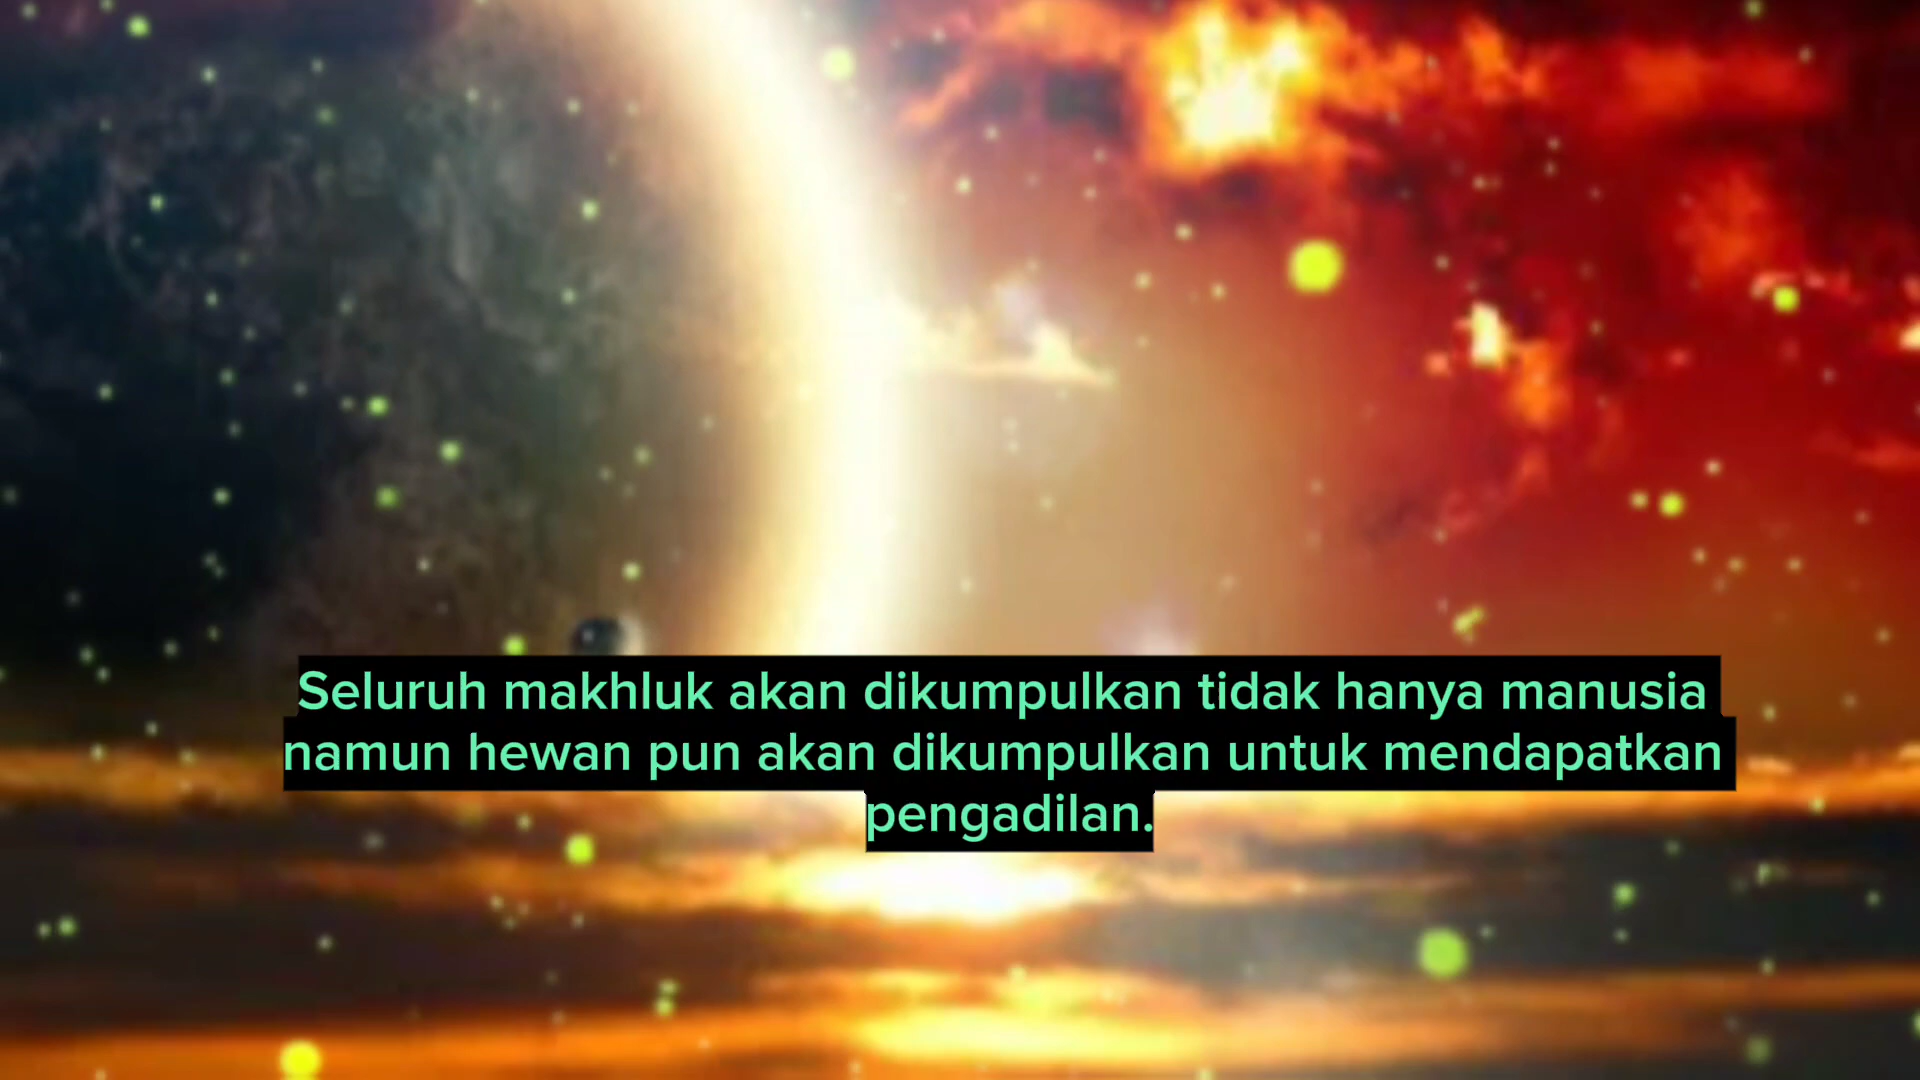 Seluruh makhluk akan dikumpulkan tidak hanya manusia
namun hewan pun akan dikumpulkan untuk mendapatkan
pengadilan.